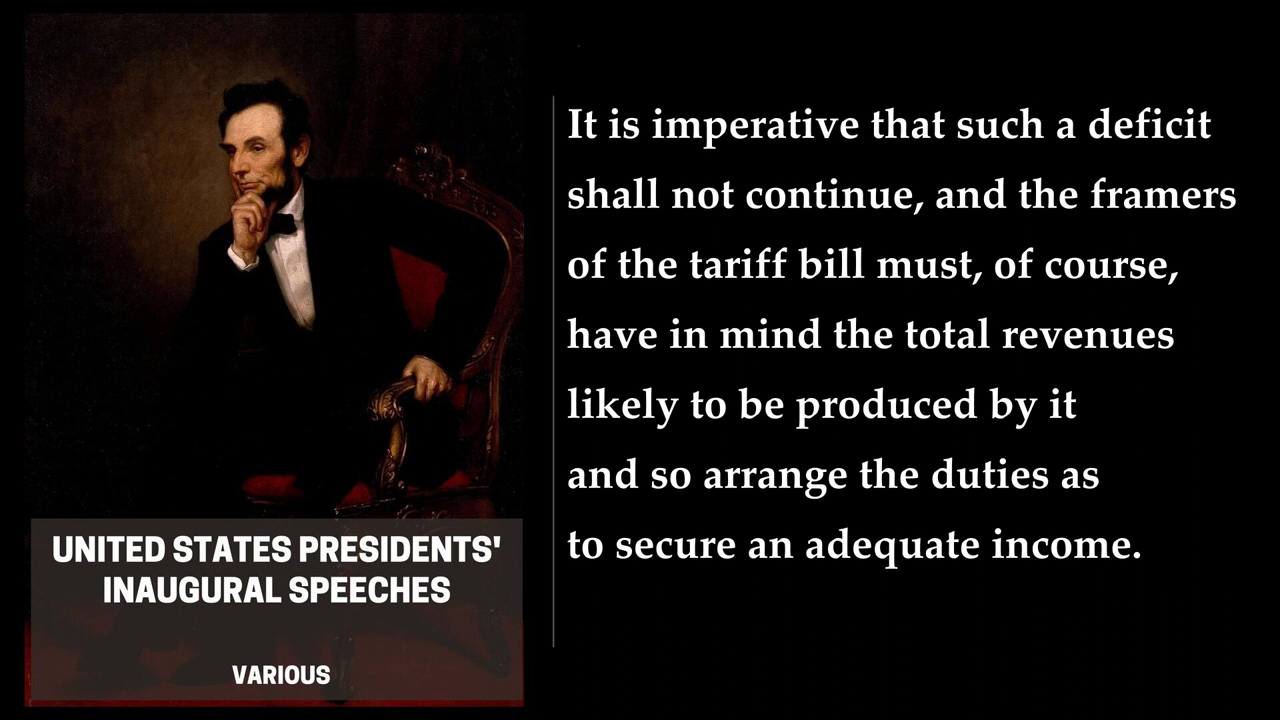 It is imperative that such a deficit
shall not continue, and the framers
of the tariff bill must, of course,
have in mind the total revenues
likely to be produced by it
and so arrange the duties as
to secure an adequate income.
UNITED STATES PRESIDENTS'
INAUGURAL SPEECHES
VARIOUS